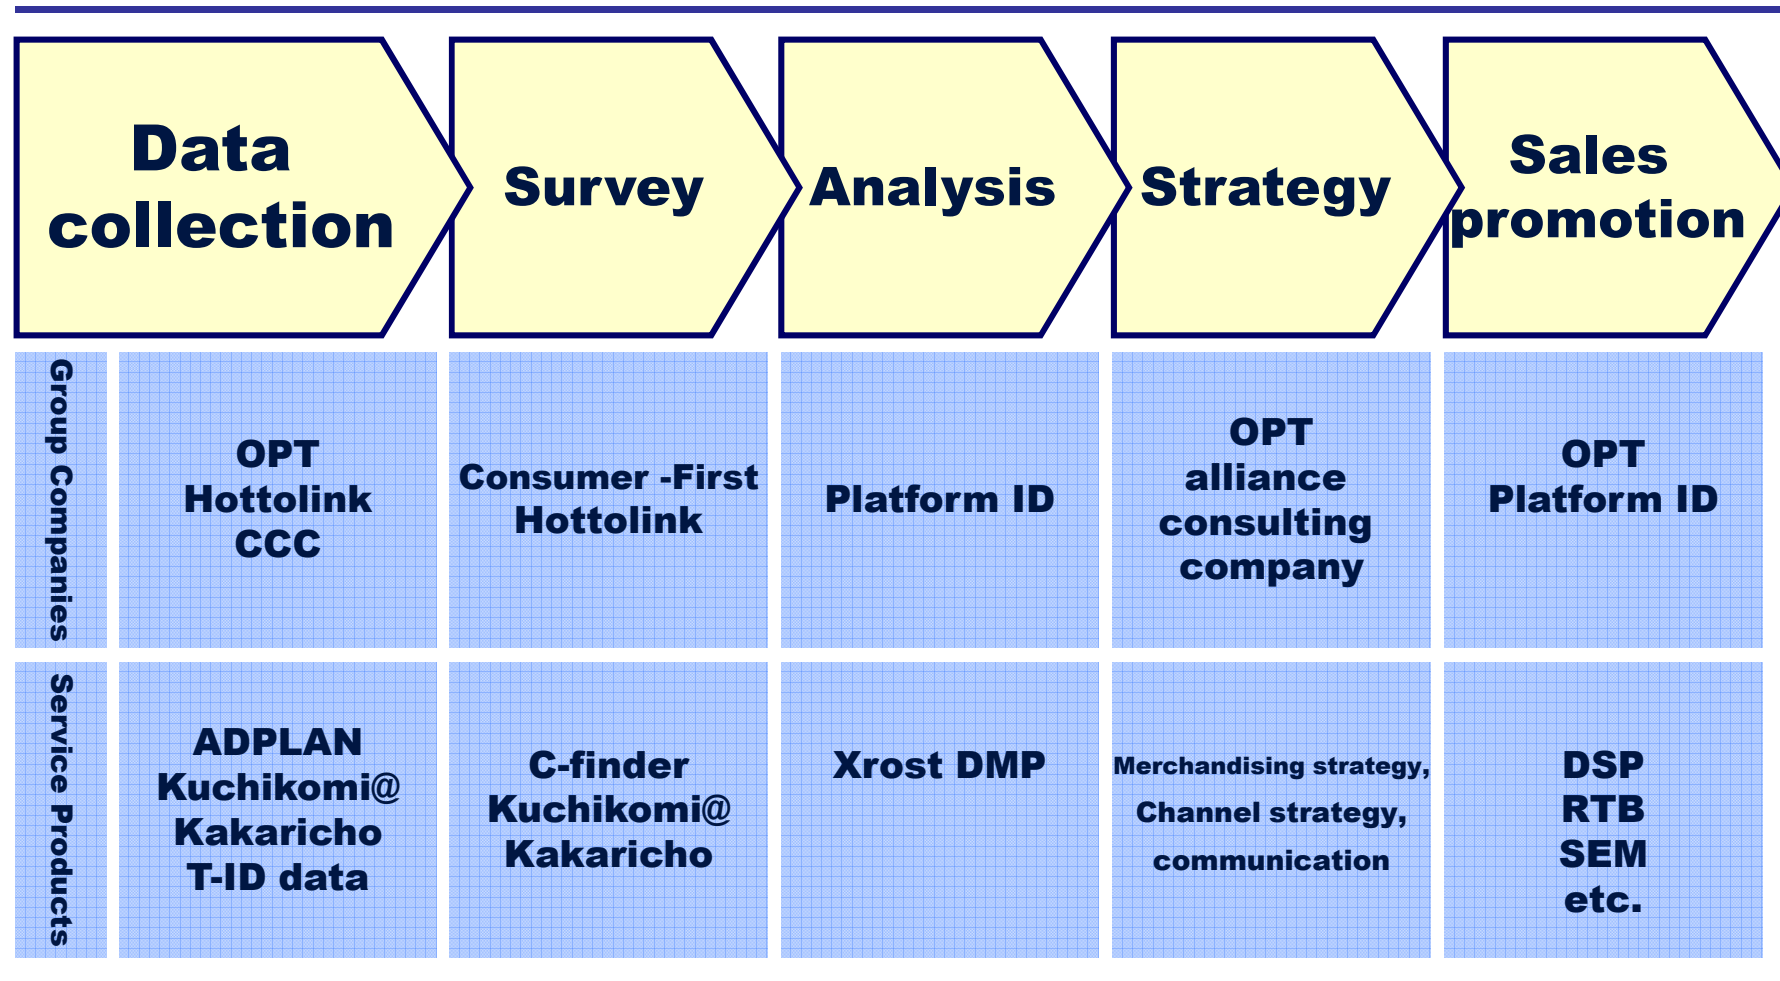 Data
collection
Survey
Analysis
Strategy
Sales
promotion
Group Companies
OPT
Hottolink
CCC
Consumer -First
Hottolink
Platform ID
OPT
alliance
consulting
company
OPT
Platform ID
Service Products
ADPLAN
Kuchikomi@
Kakaricho
T-ID data
C-finder
Kuchikomi@
Kakaricho
Xrost DMP
Merchandising strategy,
Channel strategy,
communication
DSP
RTB
SEM
etc.